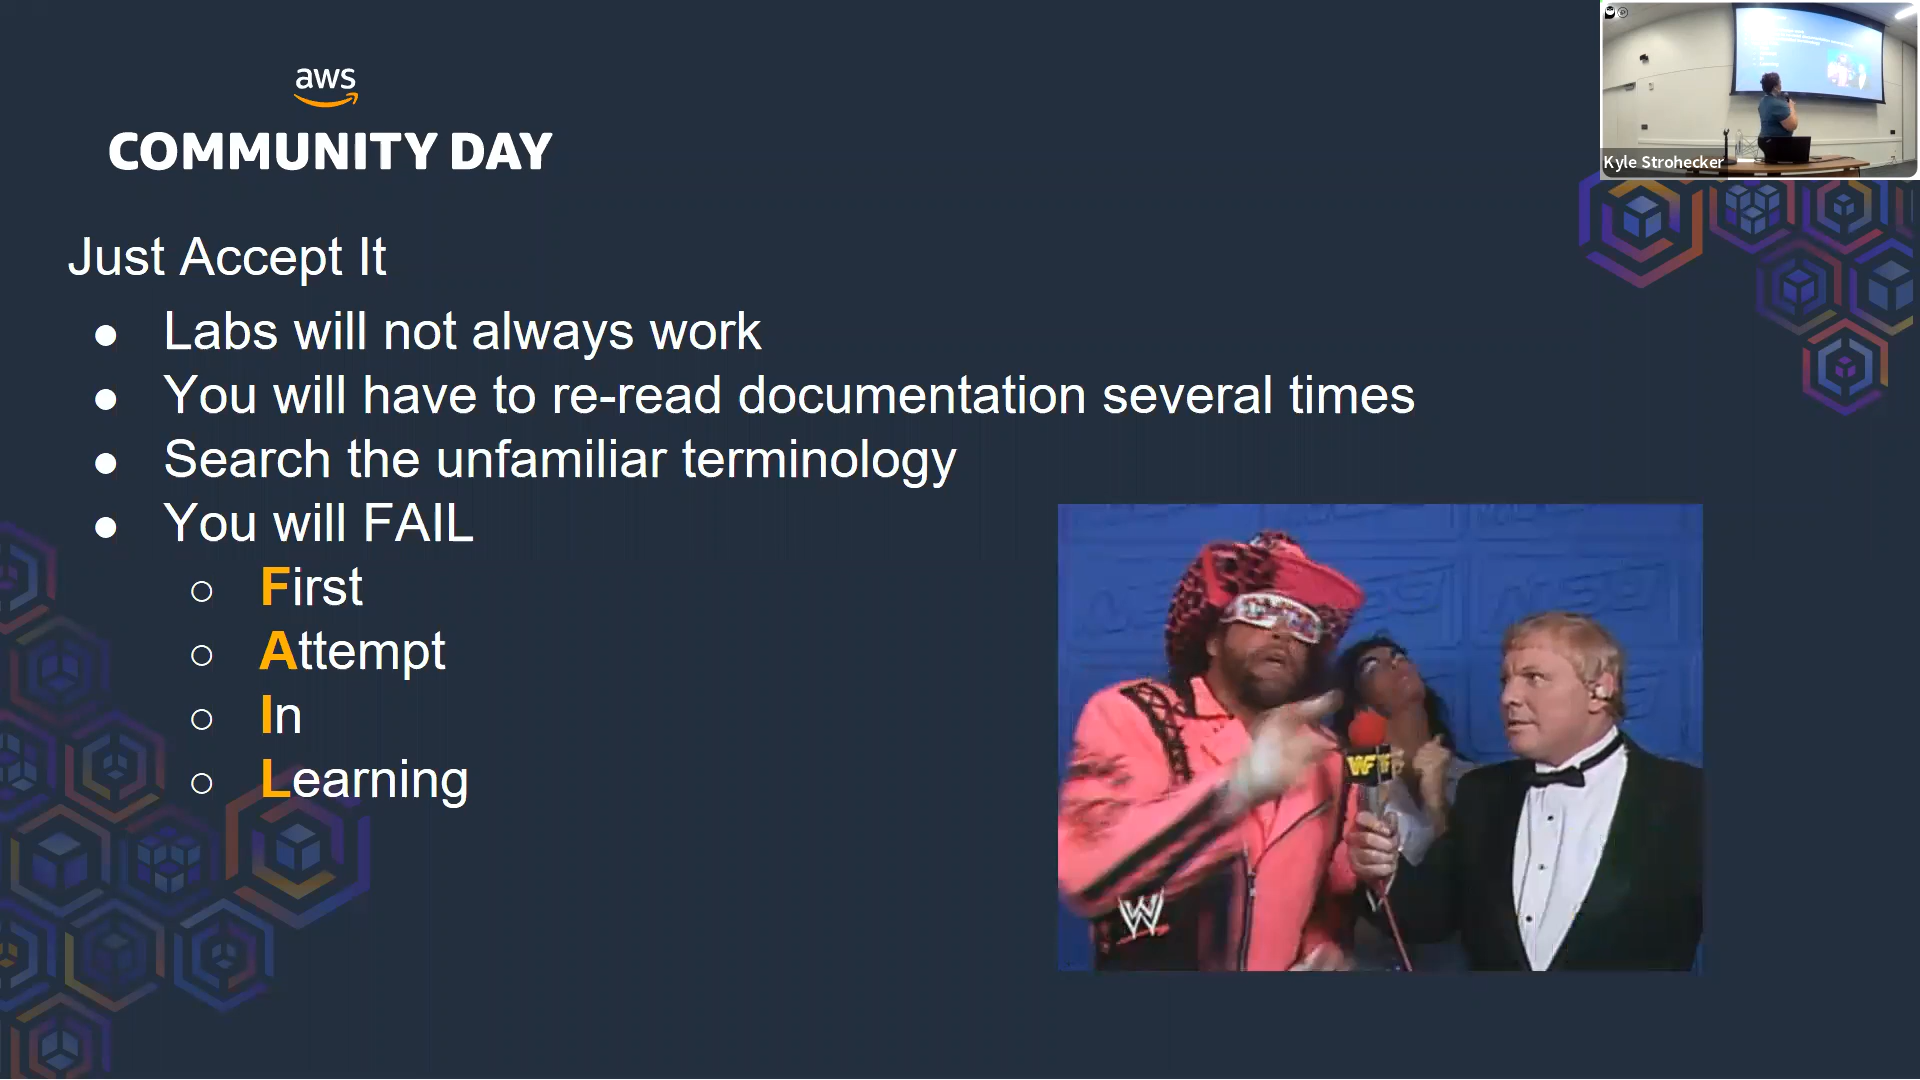 aws
COMMUNITY DAY
Kyle Strohecker
Just Accept It
● Labs will not always work
● You will have to re-read documentation several times
● Search the unfamiliar terminology
● You will FAIL
○ First
○ Attempt
○ In
○ Learning
WF
W